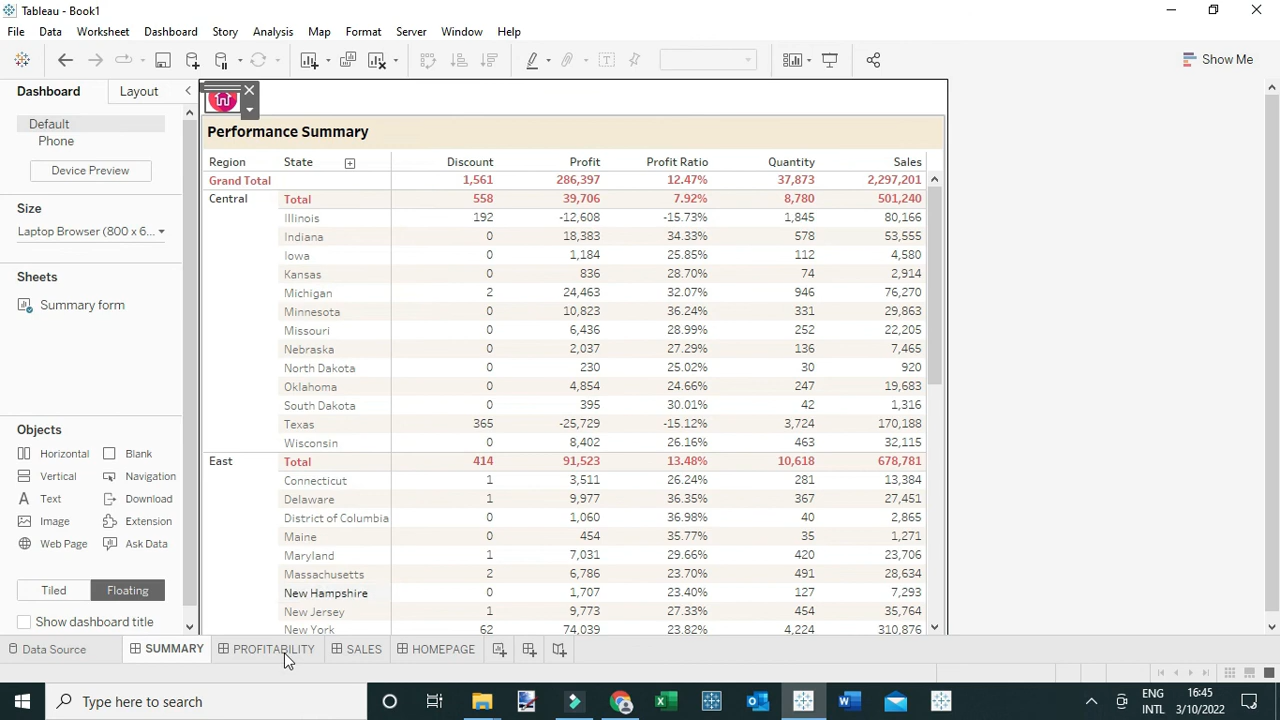 Tableau - Book1
File Data Worksheet Dashboard Story Analysis Map Format Server Window Help
Show Me
Dashboard Layout
Default
Phone
Device Preview
Size
Laptop Browser (800 x 6...
Sheets
Summary form
Objects
Horizontal Blank
Vertical Navigation
Text Download
Image Extension
Web Page Ask Data
Tiled Floating
Show dashboard title
Performance Summary
Region State Discount Profit Profit Ratio Quantity Sales
Grand Total 1,561 286,397 12.47% 37,873 2,297,201
Central Total 558 39,706 7.92% 8,780 501,240
Illinois 192 -12,608 -15.73% 1,845 80,166
Indiana 0 18,383 34.33% 578 53,555
Iowa 0 1,184 25.85% 112 4,580
Kansas 0 836 28.70% 74 2,914
Michigan 2 24,463 32.07% 946 76,270
Minnesota 0 10,823 36.24% 331 29,863
Missouri 0 6,436 28.99% 252 22,205
Nebraska 0 2,037 27.29% 136 7,465
North Dakota 0 230 25.02% 30 920
Oklahoma 0 4,854 24.66% 247 19,683
South Dakota 0 395 30.01% 42 1,316
Texas 365 -25,729 -15.12% 3,724 170,188
Wisconsin 0 8,402 26.16% 463 32,115
East Total 414 91,523 13.48% 10,618 678,781
Connecticut 1 3,511 26.24% 281 13,384
Delaware 1 9,977 36.35% 367 27,451
District of Columbia 0 1,060 36.98% 40 2,865
Maine 0 454 35.77% 35 1,271
Maryland 1 7,031 29.66% 420 23,706
Massachusetts 2 6,786 23.70% 491 28,634
New Hampshire 0 1,707 23.40% 127 7,293
New Jersey 1 9,773 27.33% 454 35,764
New York 62 74,039 23.82% 4,224 310,876
Data Source SUMMARY PROFITABILITY SALES HOMEPAGE
Type here to search
ENG 16:45
INTL 3/10/2022